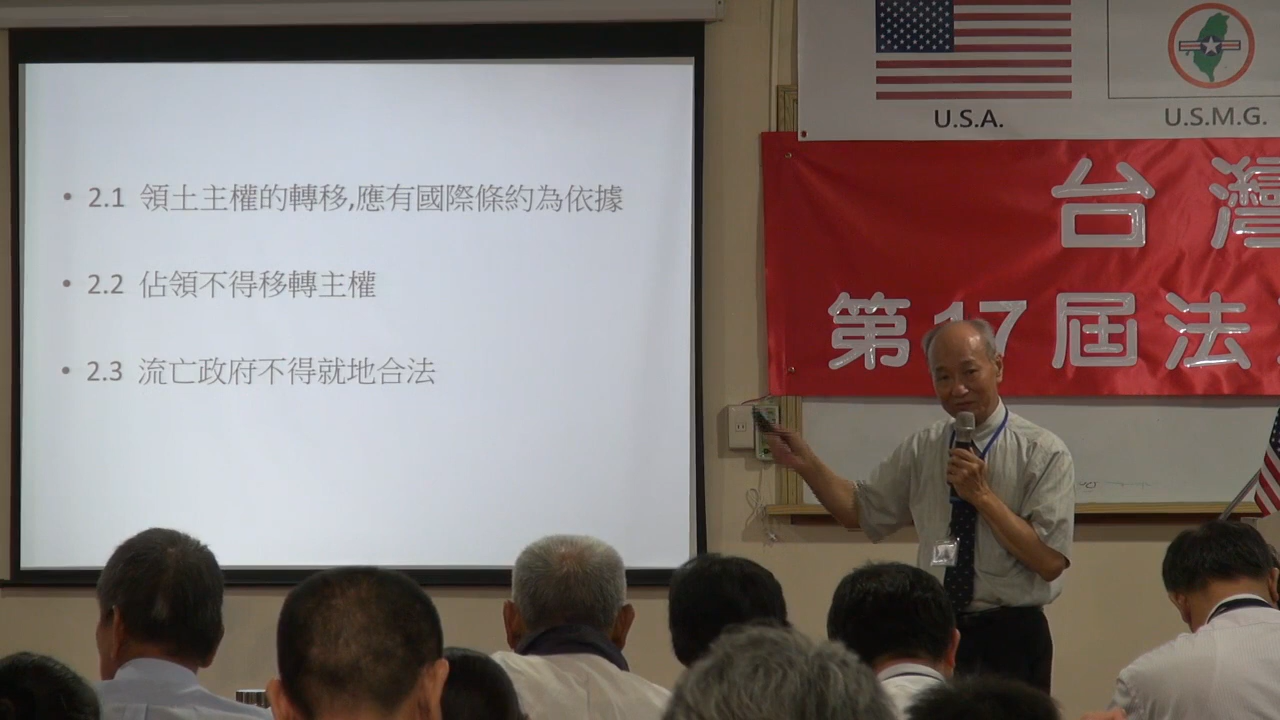 2.1 領土主權的轉移,應有國際條約為依據
2.2 佔領不得移轉主權
2.3 流亡政府不得就地合法
U.S.A.
U.S.M.G.
台灣
第17屆法